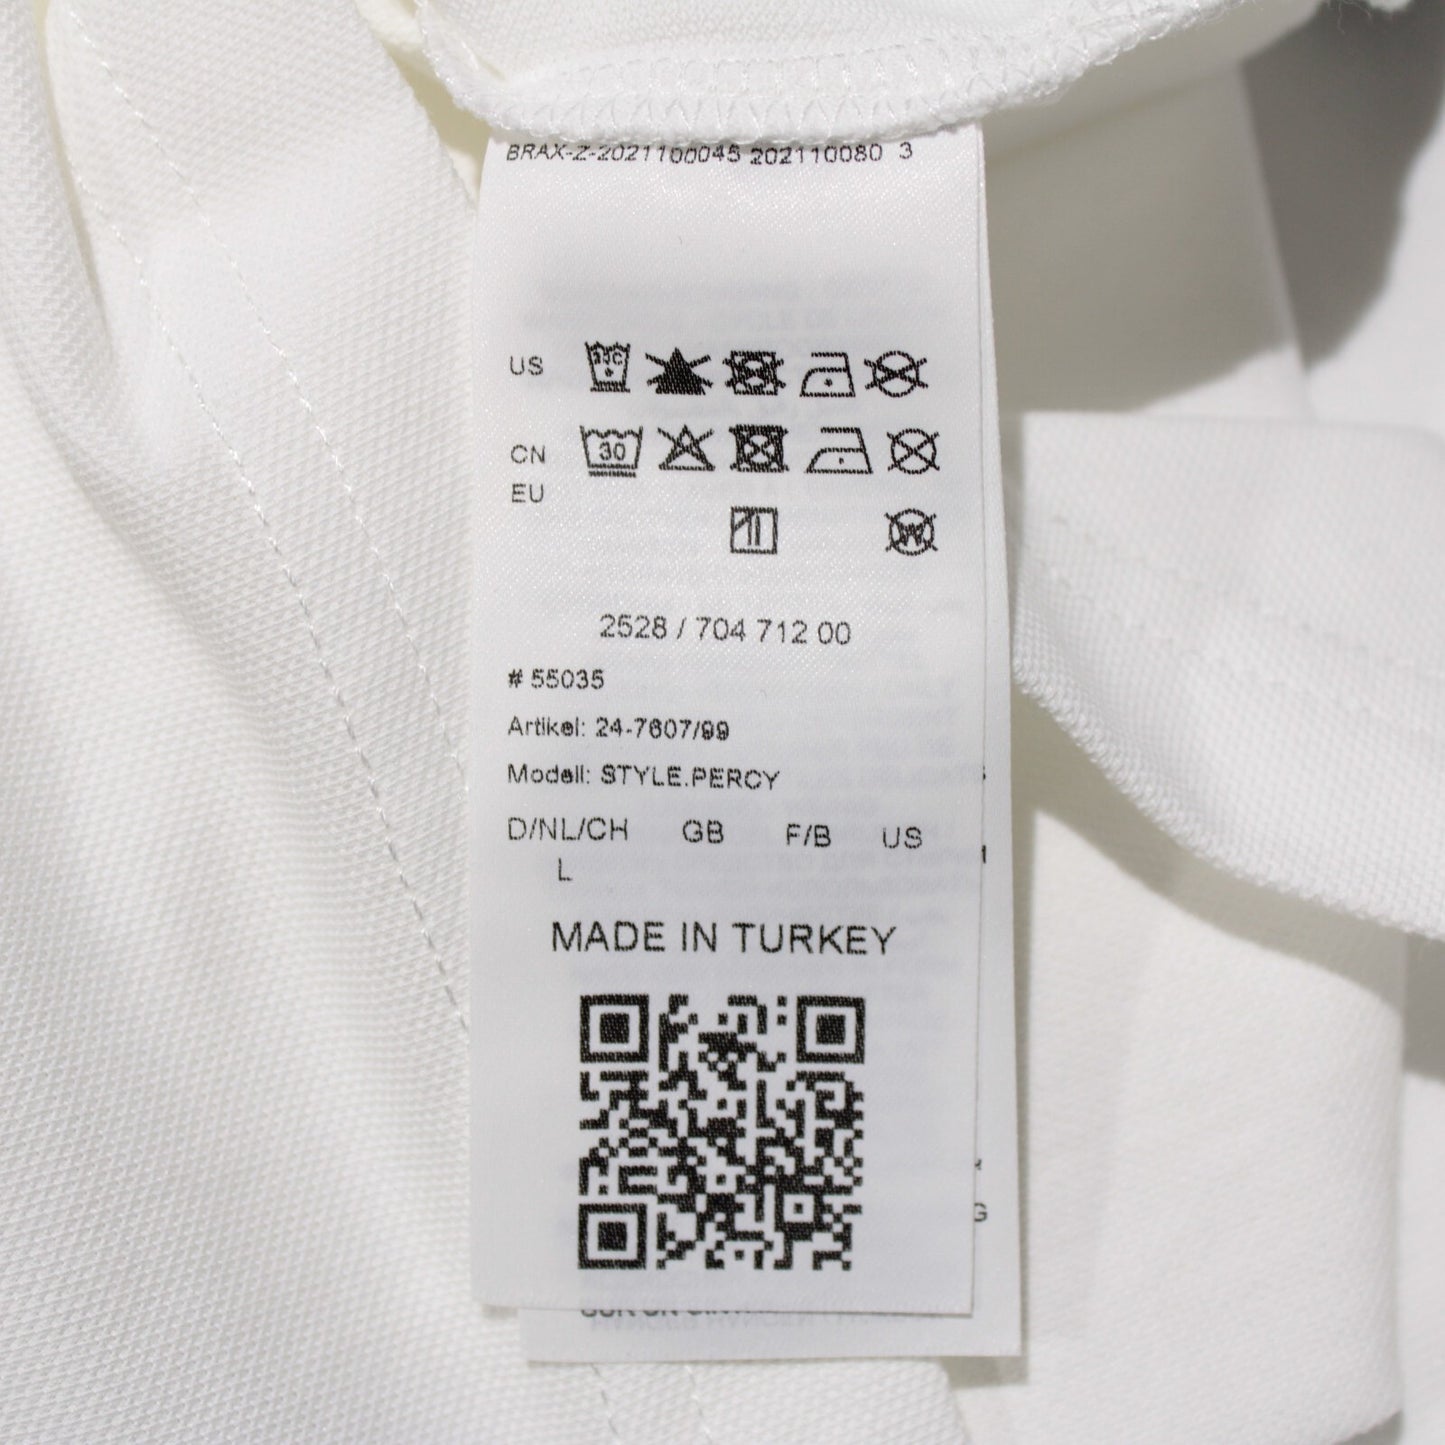 BRAX-Z-2021100045 202110080 3
US
CN 30
EU
W
2528 / 704 712 00
# 55035
Artikel: 24-7607/99
Modell: STYLE.PERCY
D/NL/CH GB F/B US
L
MADE IN TURKEY
G